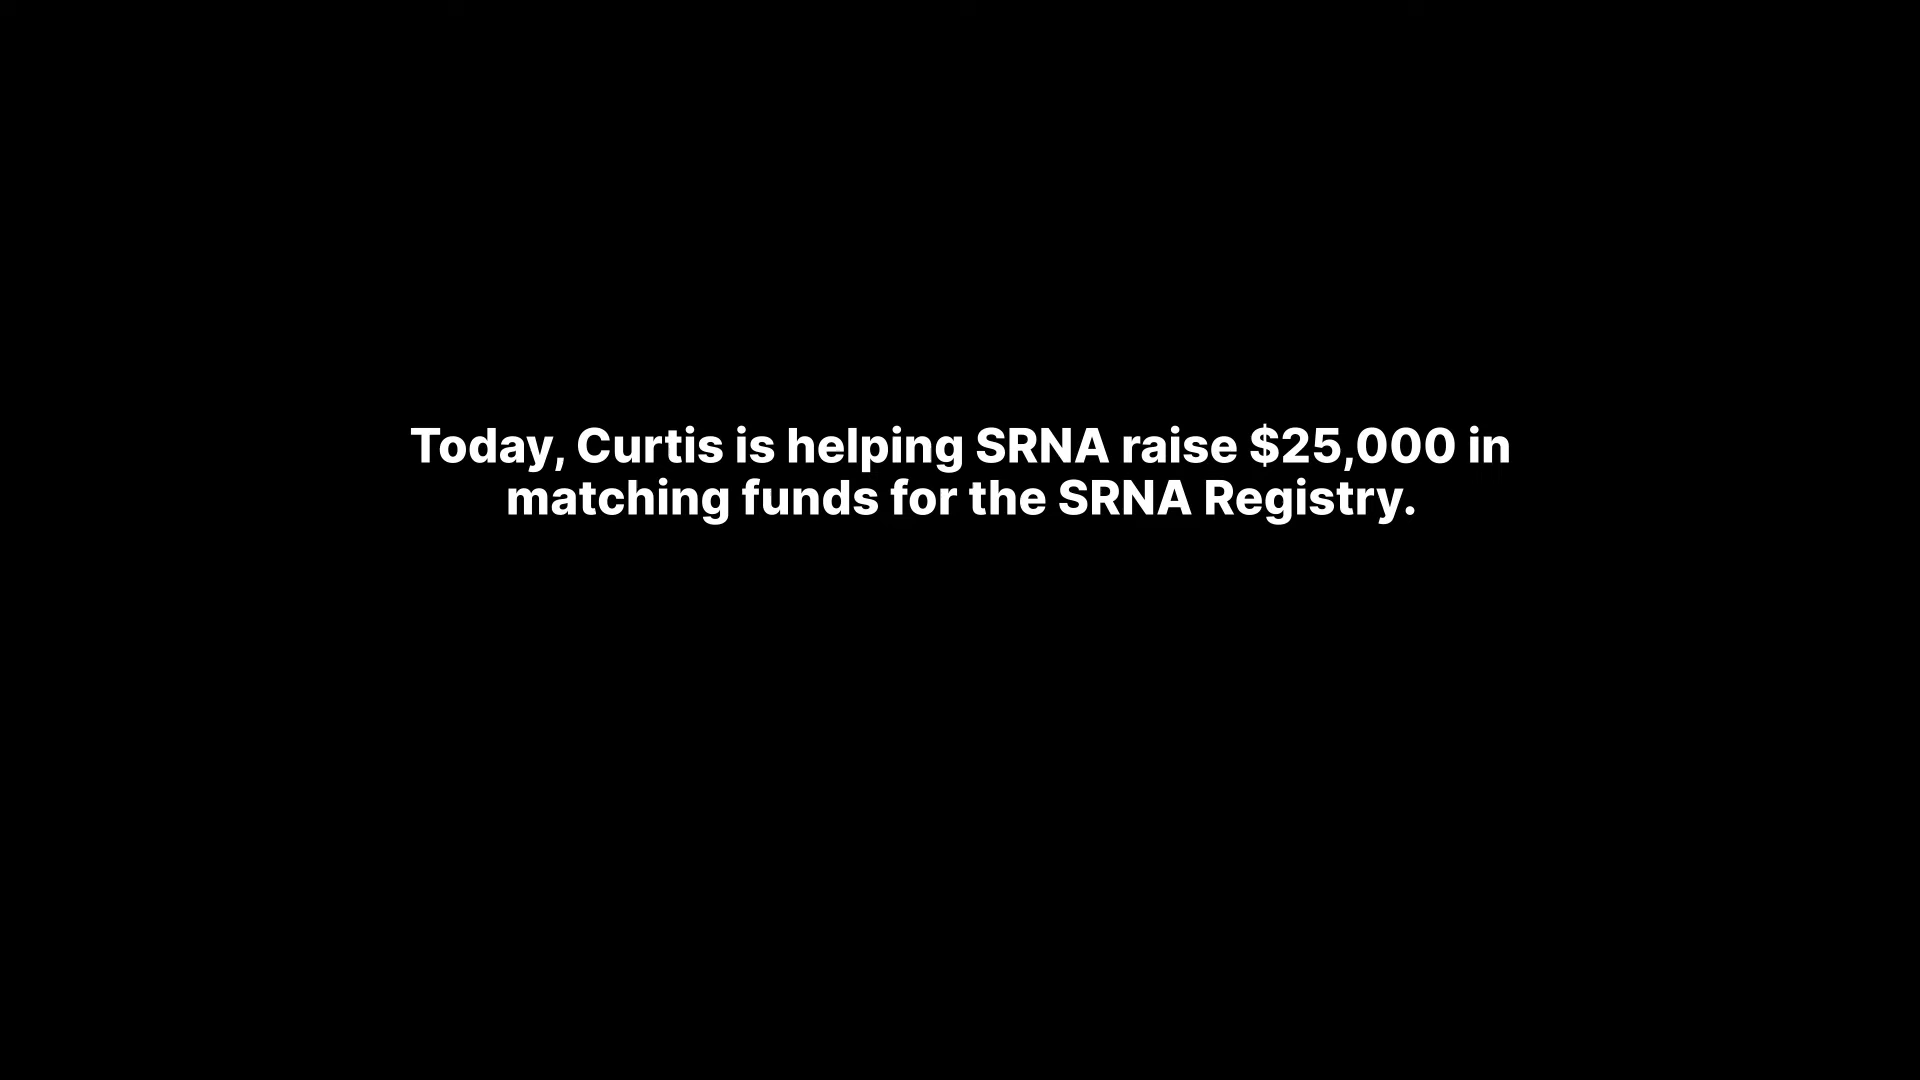 Today, Curtis is helping SRNA raise $25,000 in
matching funds for the SRNA Registry.